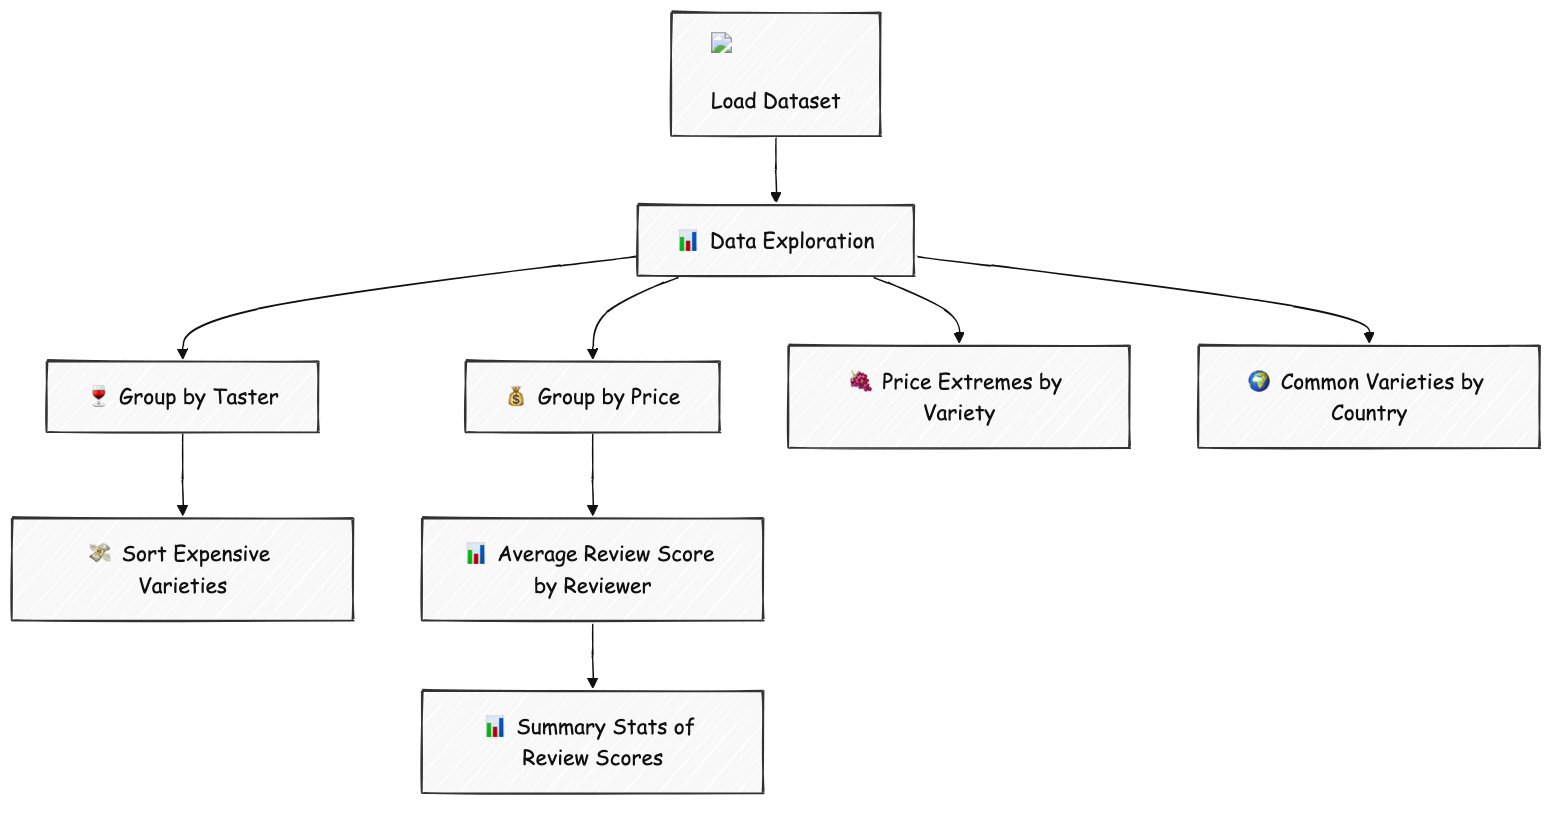 Load Dataset
Data Exploration
Group by Taster
Group by Price
Price Extremes by
Variety
Common Varieties by
Country
Sort Expensive
Varieties
Average Review Score
by Reviewer
Summary Stats of
Review Scores